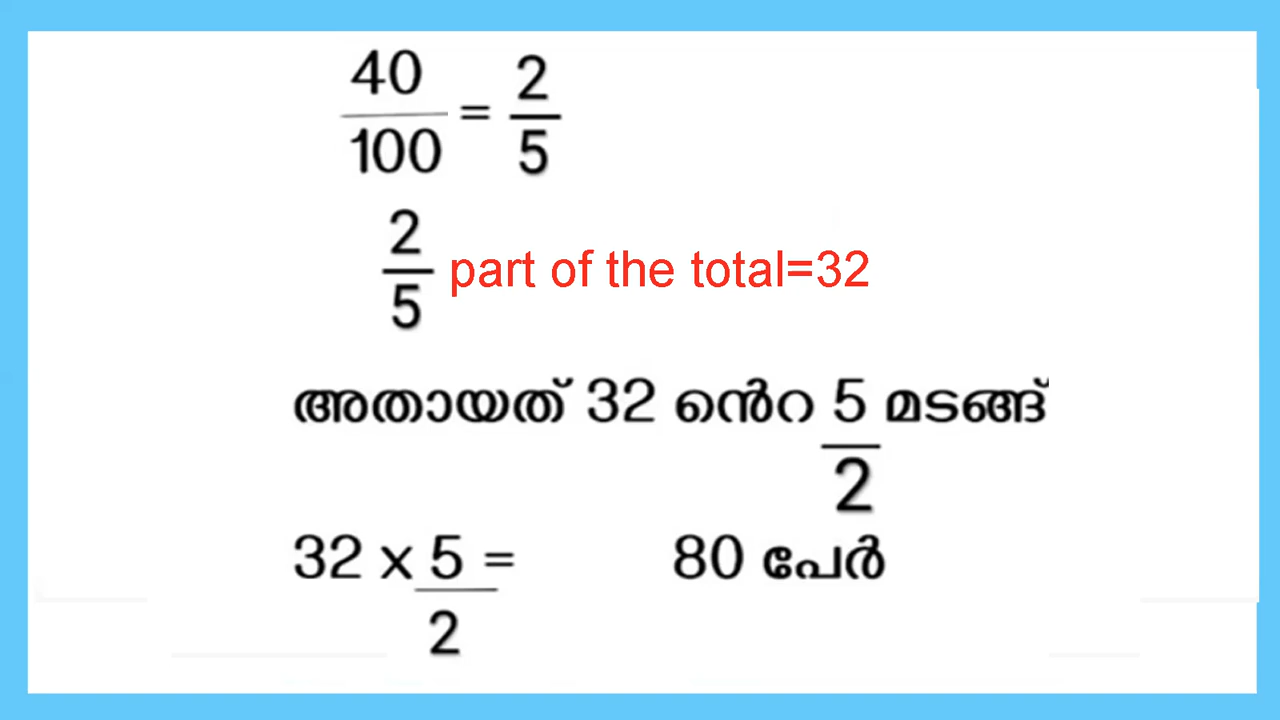 40/100 = 2/5
2/5 part of the total=32
അതായത് 32 ൻെറ 5/2 മടങ്ങ്
32 x 5/2 = 80 പേർ